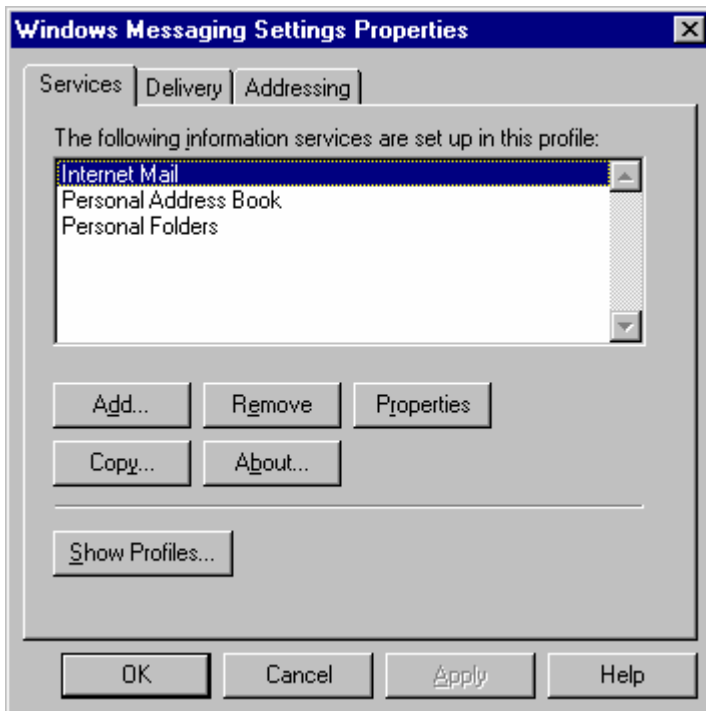 Windows Messaging Settings Properties
Services Delivery Addressing
The following information services are set up in this profile:
Internet Mail
Personal Address Book
Personal Folders
Add... Remove Properties
Copy... About...
Show Profiles...
OK Cancel Apply Help